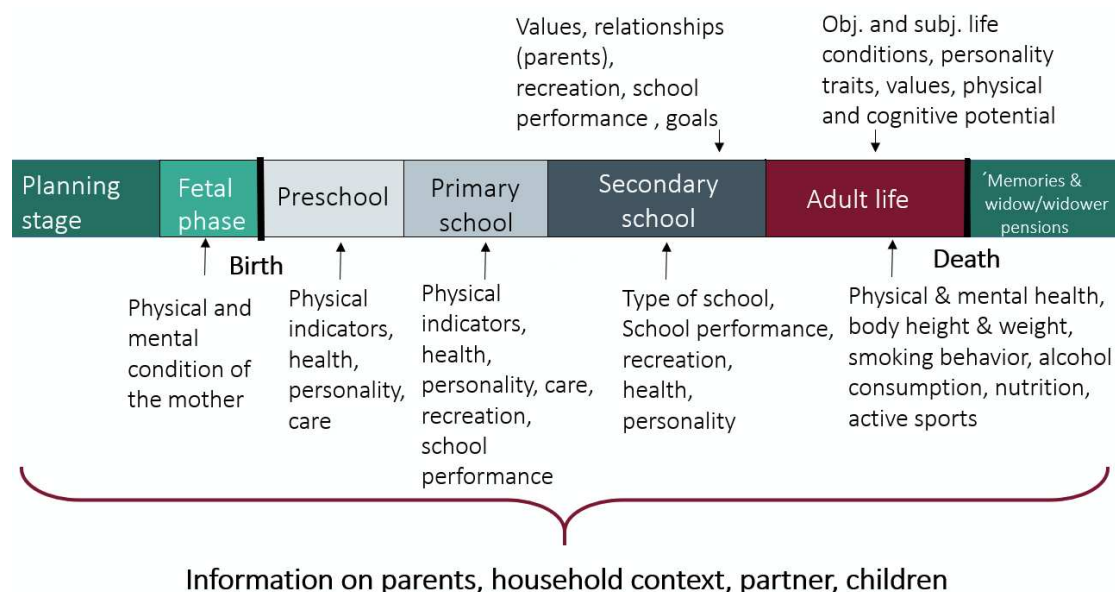 Values, relationships
(parents),
recreation, school
performance , goals
Obj. and subj. life
conditions, personality
traits, values, physical
and cognitive potential
Planning
stage
Fetal
phase
Preschool
Primary
school
Secondary
school
Adult life
´Memories &
widow/widower
pensions
Birth
Death
Physical and
mental
condition of
the mother
Physical
indicators,
health,
personality,
care
Physical
indicators,
health,
personality, care,
recreation,
school
performance
Type of school,
School performance,
recreation,
health,
personality
Physical & mental health,
body height & weight,
smoking behavior, alcohol
consumption, nutrition,
active sports
Information on parents, household context, partner, children